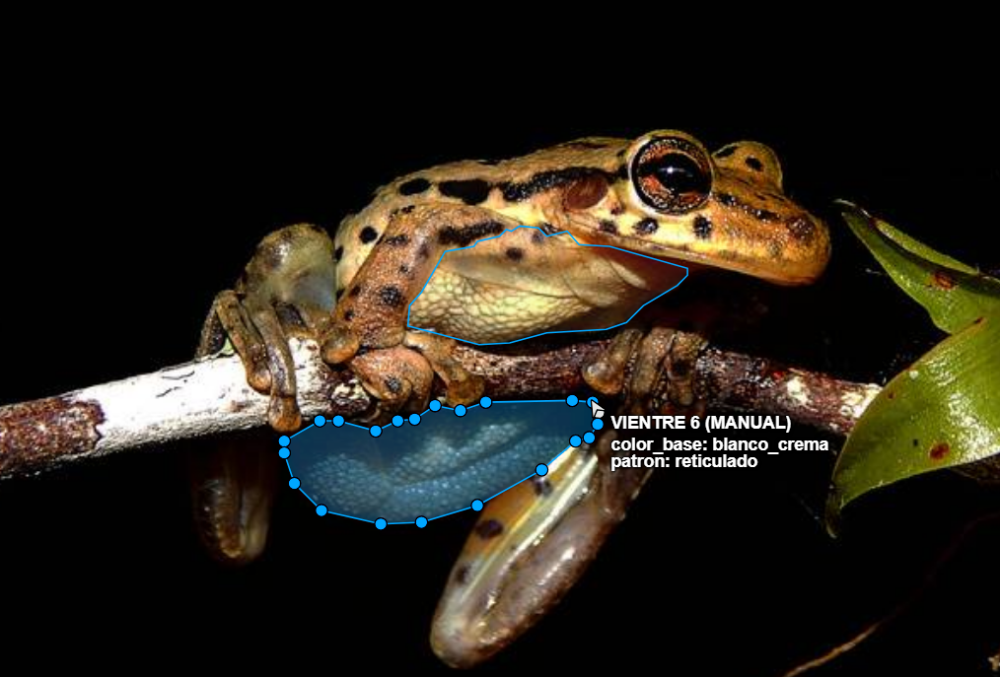 VIENTRE 6 (MANUAL)
color_base: blanco_crema
patron: reticulado